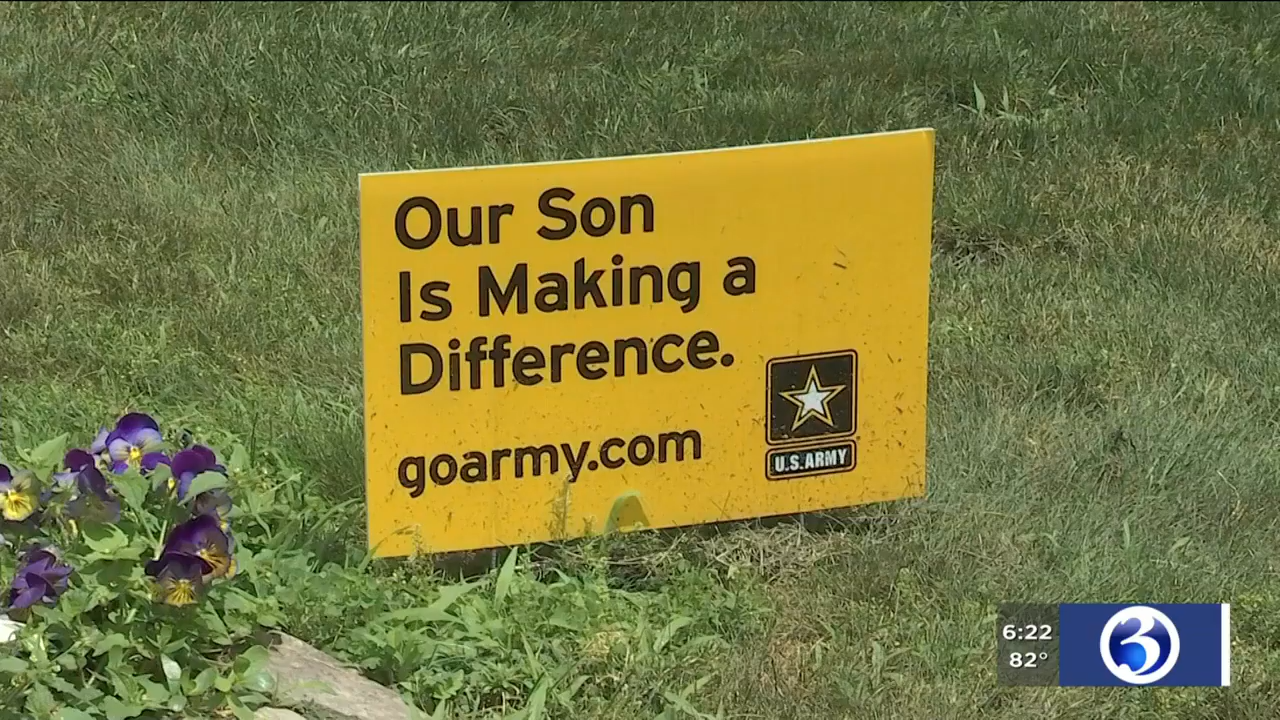 Our Son
Is Making a
Difference.
goarmy.com
U.S.ARMY
6:22
82°
3